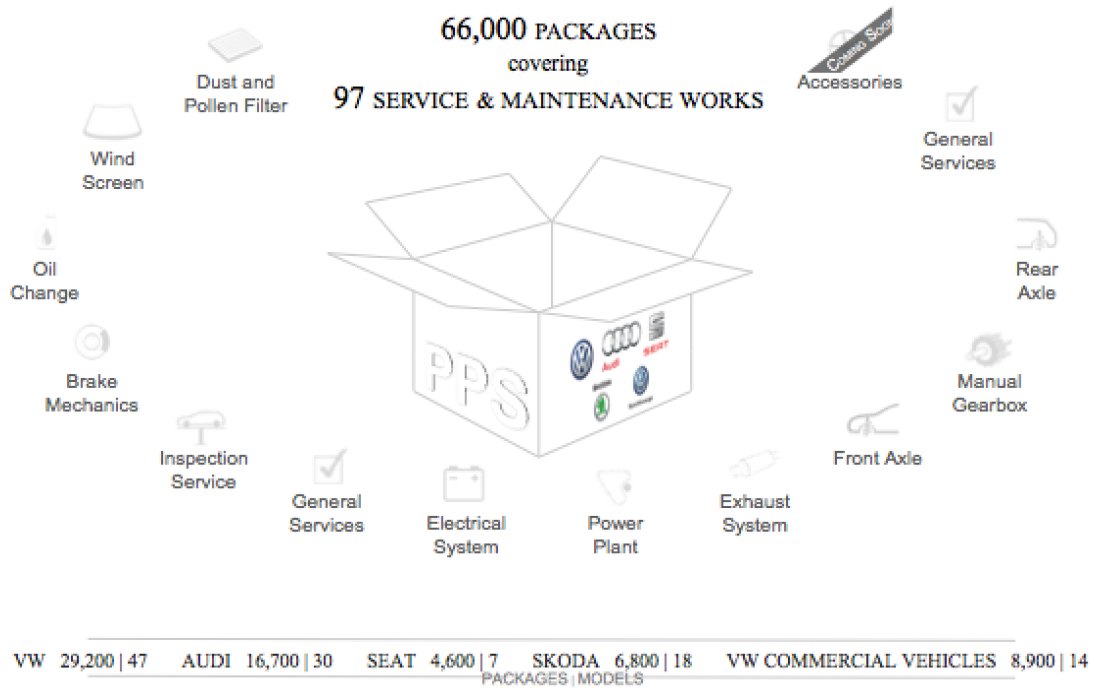 66,000 PACKAGES
covering
97 SERVICE & MAINTENANCE WORKS
Dust and
Pollen Filter
COMING SOON
Accessories
Wind
Screen
General
Services
Oil
Change
Rear
Axle
Brake
Mechanics
Manual
Gearbox
Inspection
Service
Front Axle
General
Services
Electrical
System
Power
Plant
Exhaust
System
PPS
Audi
SEAT
VW 29,200 | 47 AUDI 16,700 | 30 SEAT 4,600 | 7 SKODA 6,800 | 18 VW COMMERCIAL VEHICLES 8,900 | 14
PACKAGES | MODELS